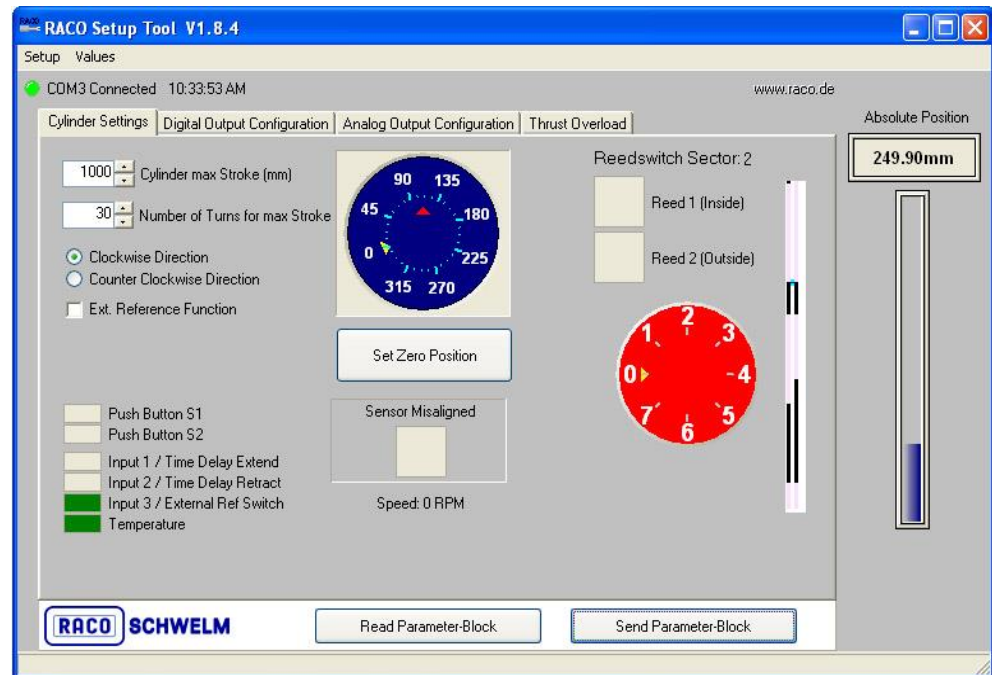 RACO Setup Tool V1.8.4
Setup Values
COM3 Connected 10:33:53 AM www.raco.de
Cylinder Settings Digital Output Configuration Analog Output Configuration Thrust Overload
Absolute Position
249.90mm
1000 Cylinder max Stroke (mm)
30 Number of Turns for max Stroke
Clockwise Direction
Counter Clockwise Direction
Ext. Reference Function
90 135
45 180
0 225
315 270
Set Zero Position
Reedswitch Sector: 2
Reed 1 (Inside)
Reed 2 (Outside)
2
1 3
0 4
7 5
6
Push Button S1
Push Button S2
Input 1 / Time Delay Extend
Input 2 / Time Delay Retract
Input 3 / External Ref Switch
Temperature
Sensor Misaligned
Speed: 0 RPM
RACO SCHWELM
Read Parameter-Block
Send Parameter-Block